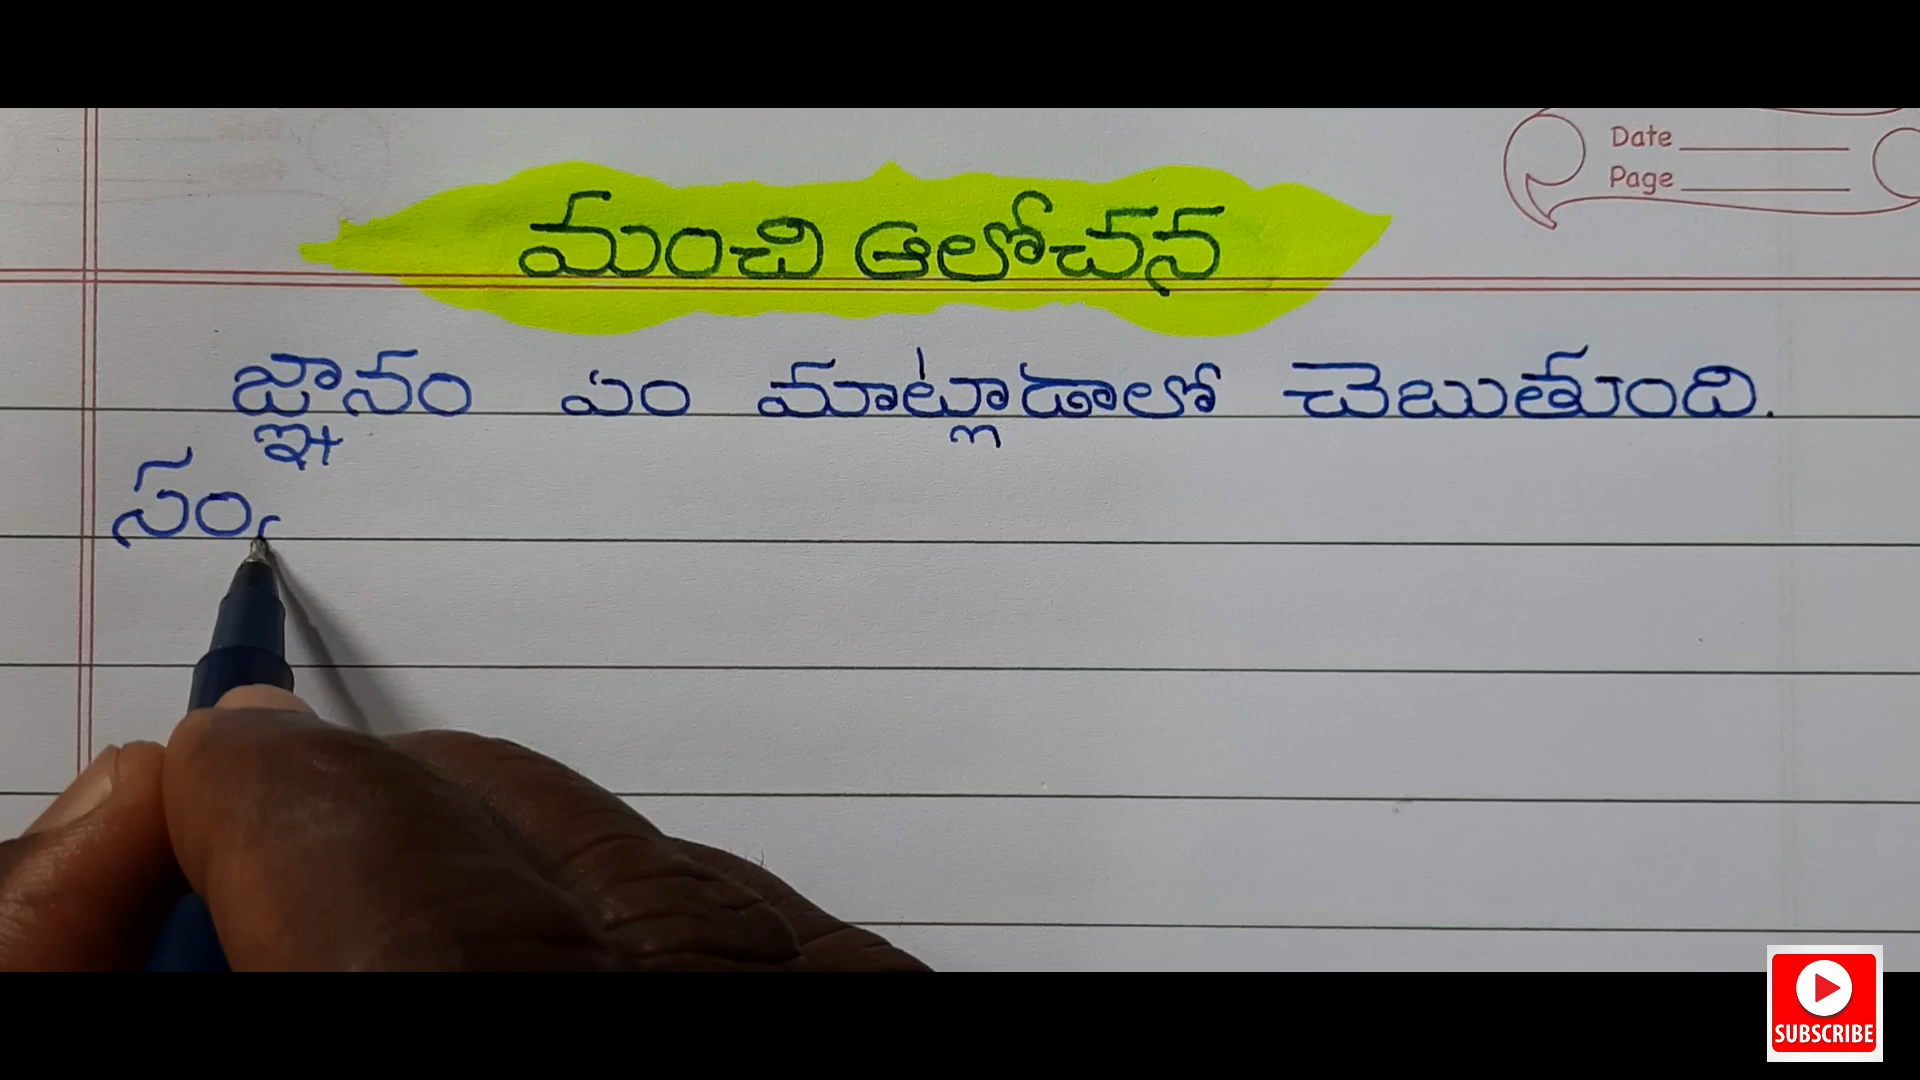 Date
Page
మంచి ఆలోచన
జ్ఞానం ఏం మాట్లాడాలో చెబుతుంది.
సం
SUBSCRIBE